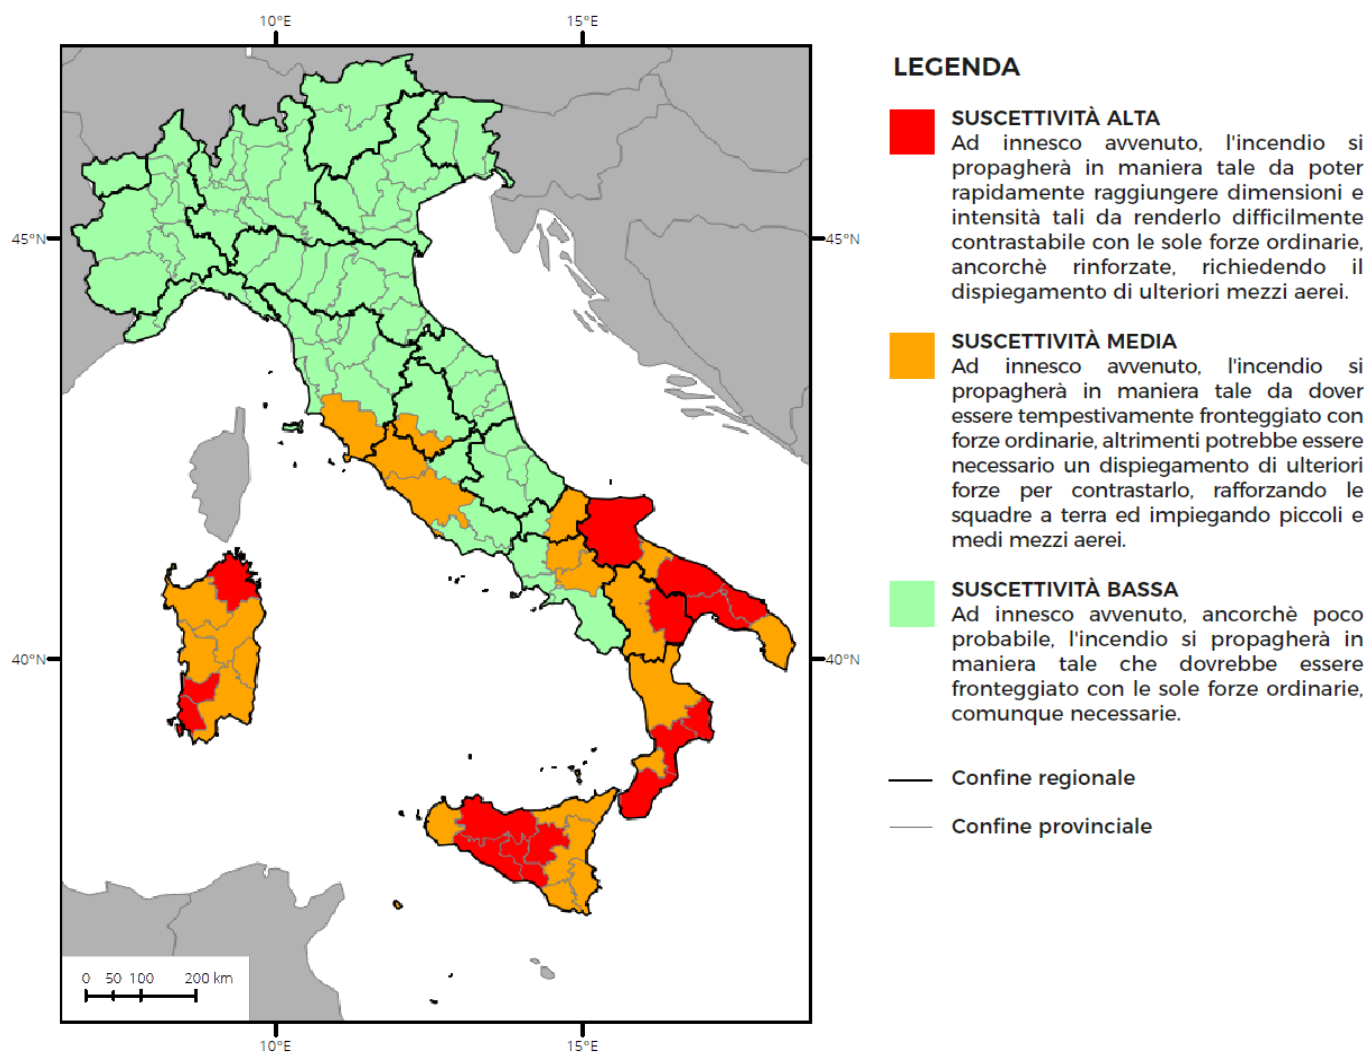 10°E 15°E
45°N 45°N
40°N 40°N
0 50 100 200 km
10°E 15°E
LEGENDA
SUSCETTIVITÀ ALTA
Ad innesco avvenuto, l'incendio si
propagherà in maniera tale da poter
rapidamente raggiungere dimensioni e
intensità tali da renderlo difficilmente
contrastabile con le sole forze ordinarie,
ancorchè rinforzate, richiedendo il
dispiegamento di ulteriori mezzi aerei.
SUSCETTIVITÀ MEDIA
Ad innesco avvenuto, l'incendio si
propagherà in maniera tale da dover
essere tempestivamente fronteggiato con
forze ordinarie, altrimenti potrebbe essere
necessario un dispiegamento di ulteriori
forze per contrastarlo, rafforzando le
squadre a terra ed impiegando piccoli e
medi mezzi aerei.
SUSCETTIVITÀ BASSA
Ad innesco avvenuto, ancorchè poco
probabile, l'incendio si propagherà in
maniera tale che dovrebbe essere
fronteggiato con le sole forze ordinarie,
comunque necessarie.
Confine regionale
Confine provinciale